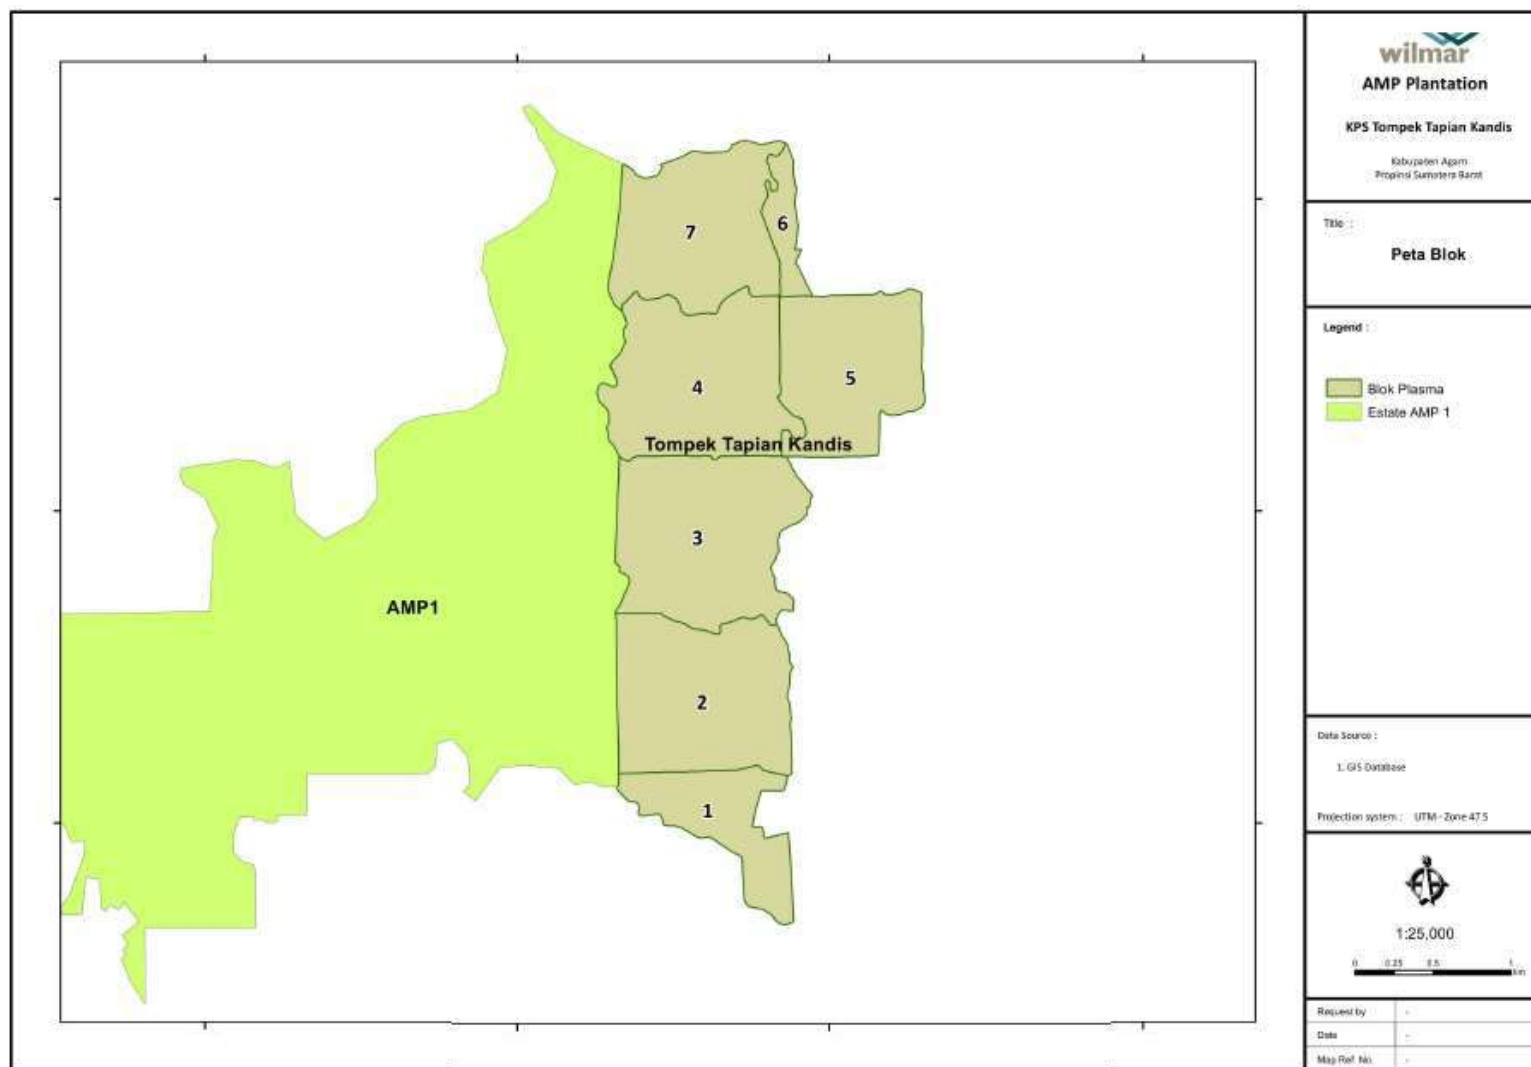 wilmar
AMP Plantation
KPS Tompek Tapian Kandis
Kabupaten Agam
Propinsi Sumatera Barat
Title :
Peta Blok
Legend :
Blok Plasma
Estate AMP 1
7
6
4
5
Tompek Tapian Kandis
3
AMP1
2
1
Data Source :
1. GIS Database
Projection system : UTM - Zone 47 S
1:25,000
0 0.25 0.5 1
km
Request by -
Date -
Map Ref. No. -